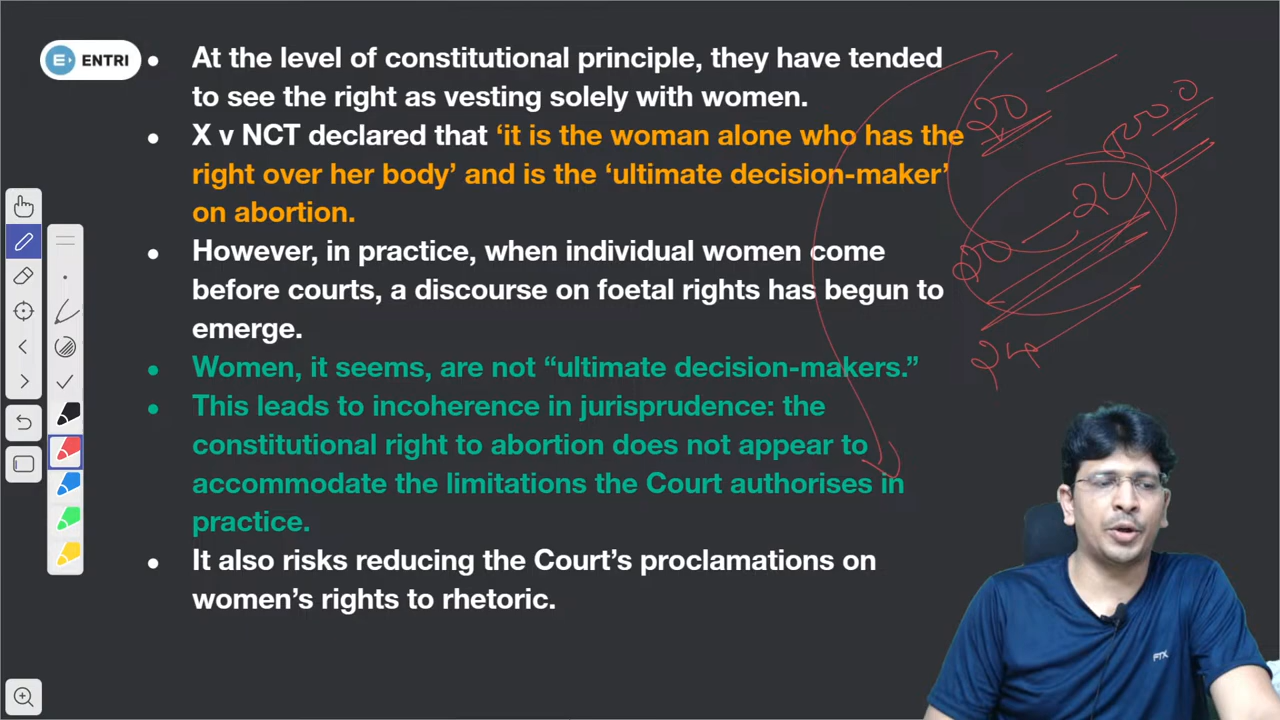 ENTRI
• At the level of constitutional principle, they have tended
to see the right as vesting solely with women.
• X v NCT declared that ‘it is the woman alone who has the
right over her body’ and is the ‘ultimate decision-maker’
on abortion.
• However, in practice, when individual women come
before courts, a discourse on foetal rights has begun to
emerge.
• Women, it seems, are not “ultimate decision-makers.”
• This leads to incoherence in jurisprudence: the
constitutional right to abortion does not appear to
accommodate the limitations the Court authorises in
practice.
• It also risks reducing the Court’s proclamations on
women’s rights to rhetoric.
20
24
20
24
FTX